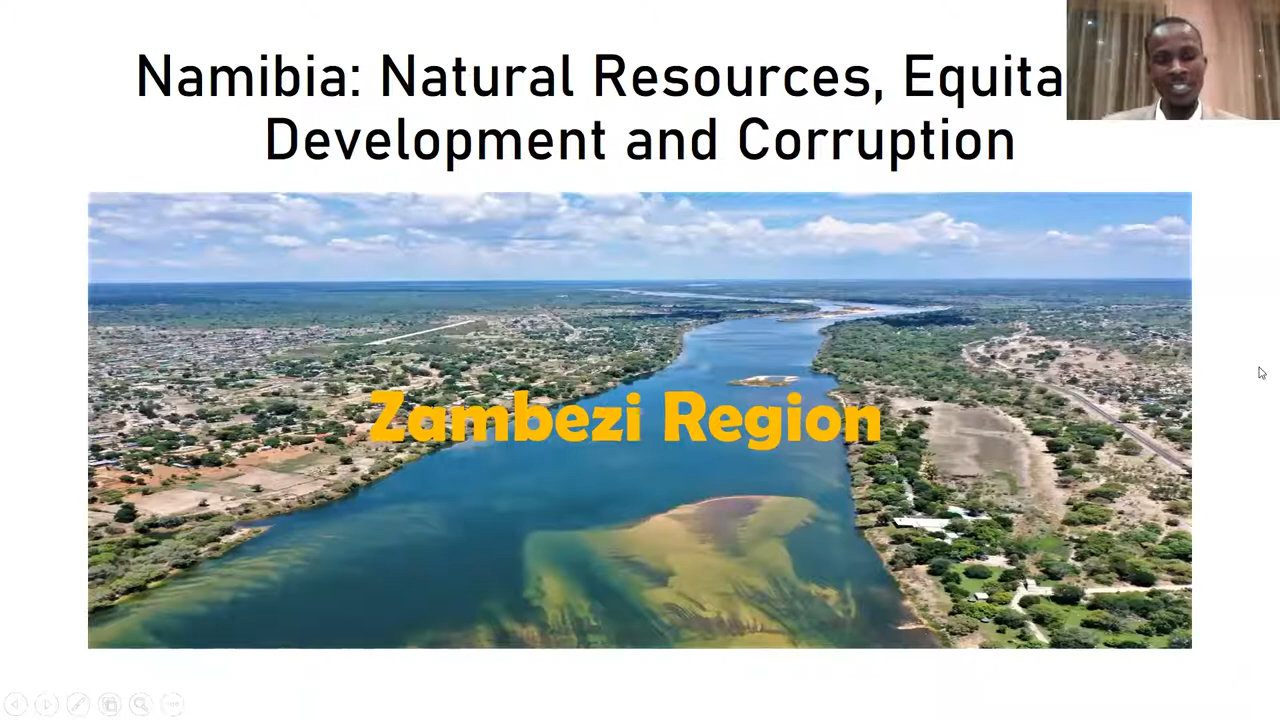 Namibia: Natural Resources, Equita
Development and Corruption
Zambezi Region